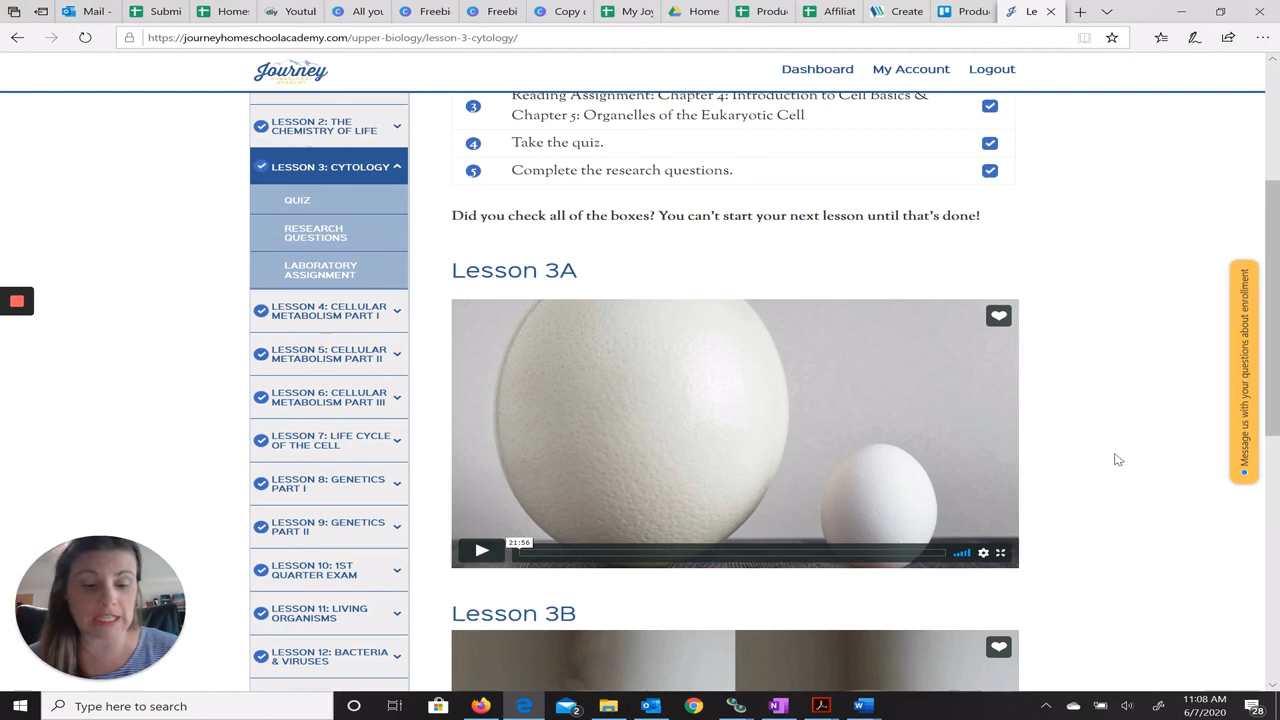 Mail -
Submi
Home
Youtul
All you
Freebi
Freebi
Copy c
My Joy
Home
Produc
Affiliat
Create
Produ
Le
https://journeyhomeschoolacademy.com/upper-biology/lesson-3-cytology/
Journey
Dashboard
My Account
Logout
LESSON 2: THE
CHEMISTRY OF LIFE
LESSON 3: CYTOLOGY
QUIZ
RESEARCH
QUESTIONS
LABORATORY
ASSIGNMENT
LESSON 4: CELLULAR
METABOLISM PART I
LESSON 5: CELLULAR
METABOLISM PART II
LESSON 6: CELLULAR
METABOLISM PART III
LESSON 7: LIFE CYCLE
OF THE CELL
LESSON 8: GENETICS
PART I
LESSON 9: GENETICS
PART II
LESSON 10: 1ST
QUARTER EXAM
LESSON 11: LIVING
ORGANISMS
LESSON 12: BACTERIA
& VIRUSES
3 Reading Assignment: Chapter 4: Introduction to Cell Basics &
Chapter 5: Organelles of the Eukaryotic Cell
4 Take the quiz.
5 Complete the research questions.
Did you check all of the boxes? You can't start your next lesson until that's done!
Lesson 3A
21:56
Lesson 3B
Message us with your questions about enrollment
Type here to search
2
11:08 AM
6/7/2020
28